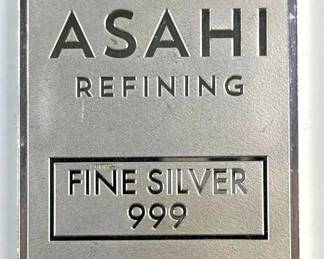 ASAHI
REFINING
FINE SILVER
999